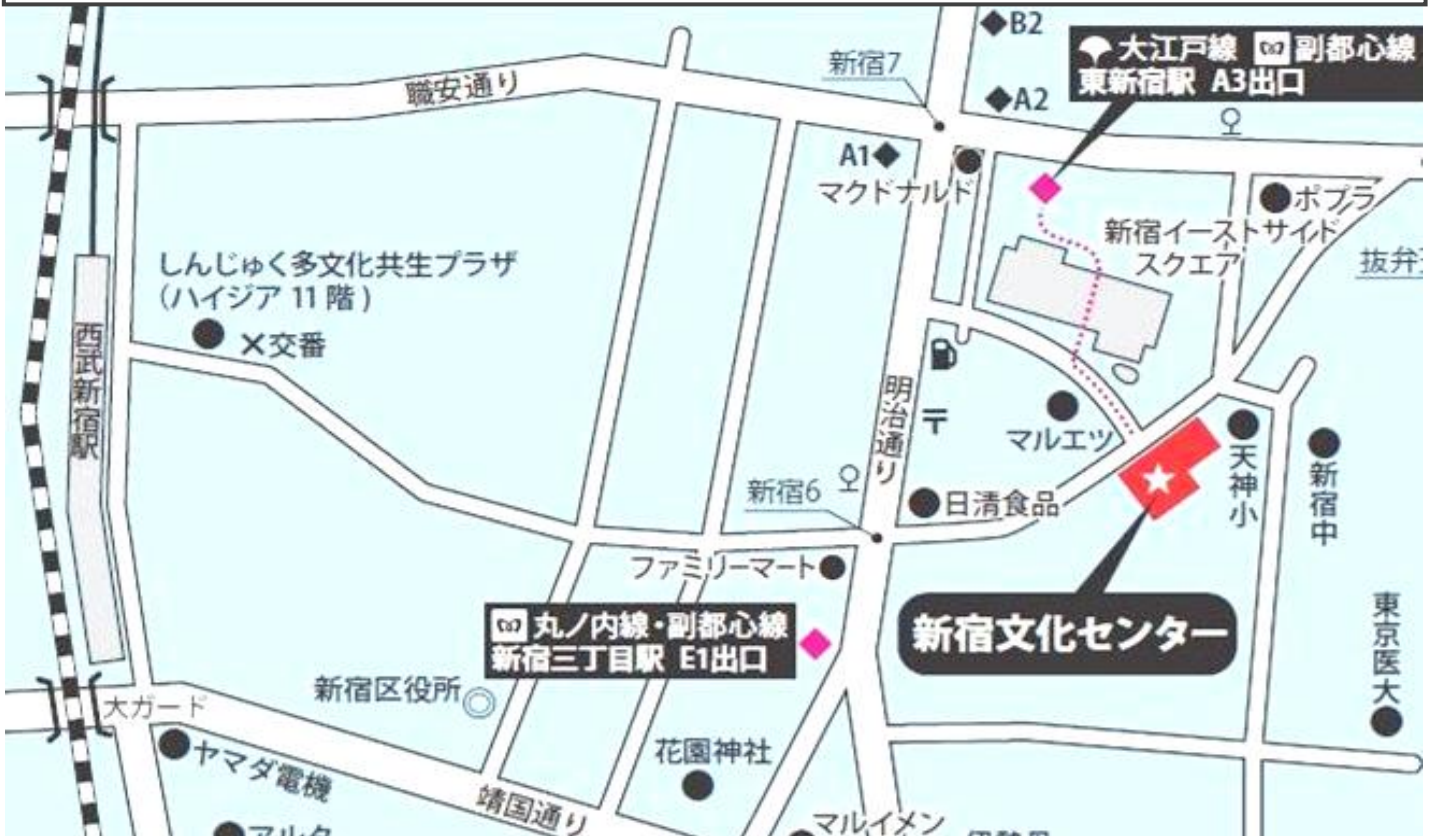 B2
大江戸線 副都心線
東新宿駅 A3出口
新宿7
職安通り
A2
A1
マクドナルド
ポプラ
新宿イーストサイド
スクエア
抜弁
しんじゅく多文化共生プラザ
(ハイジア 11 階 )
交番
西武新宿駅
明治通り
マルエツ
天神小
新宿中
新宿6
日清食品
ファミリーマート
丸ノ内線・副都心線
新宿三丁目駅 E1出口
新宿文化センター
東京医大
新宿区役所
大ガード
ヤマダ電機
花園神社
靖国通り
マルイメン
アルタ